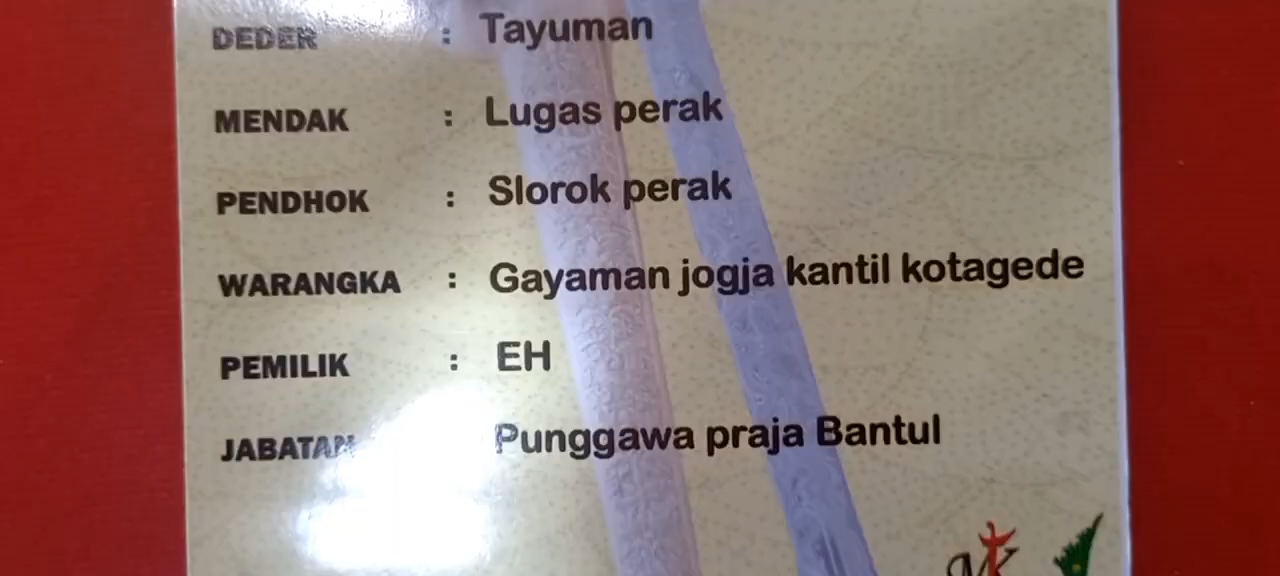 DEDER : Tayuman
MENDAK : Lugas perak
PENDHOK : Slorok perak
WARANGKA : Gayaman jogja kantil kotagede
PEMILIK : EH
JABATAN Punggawa praja Bantul